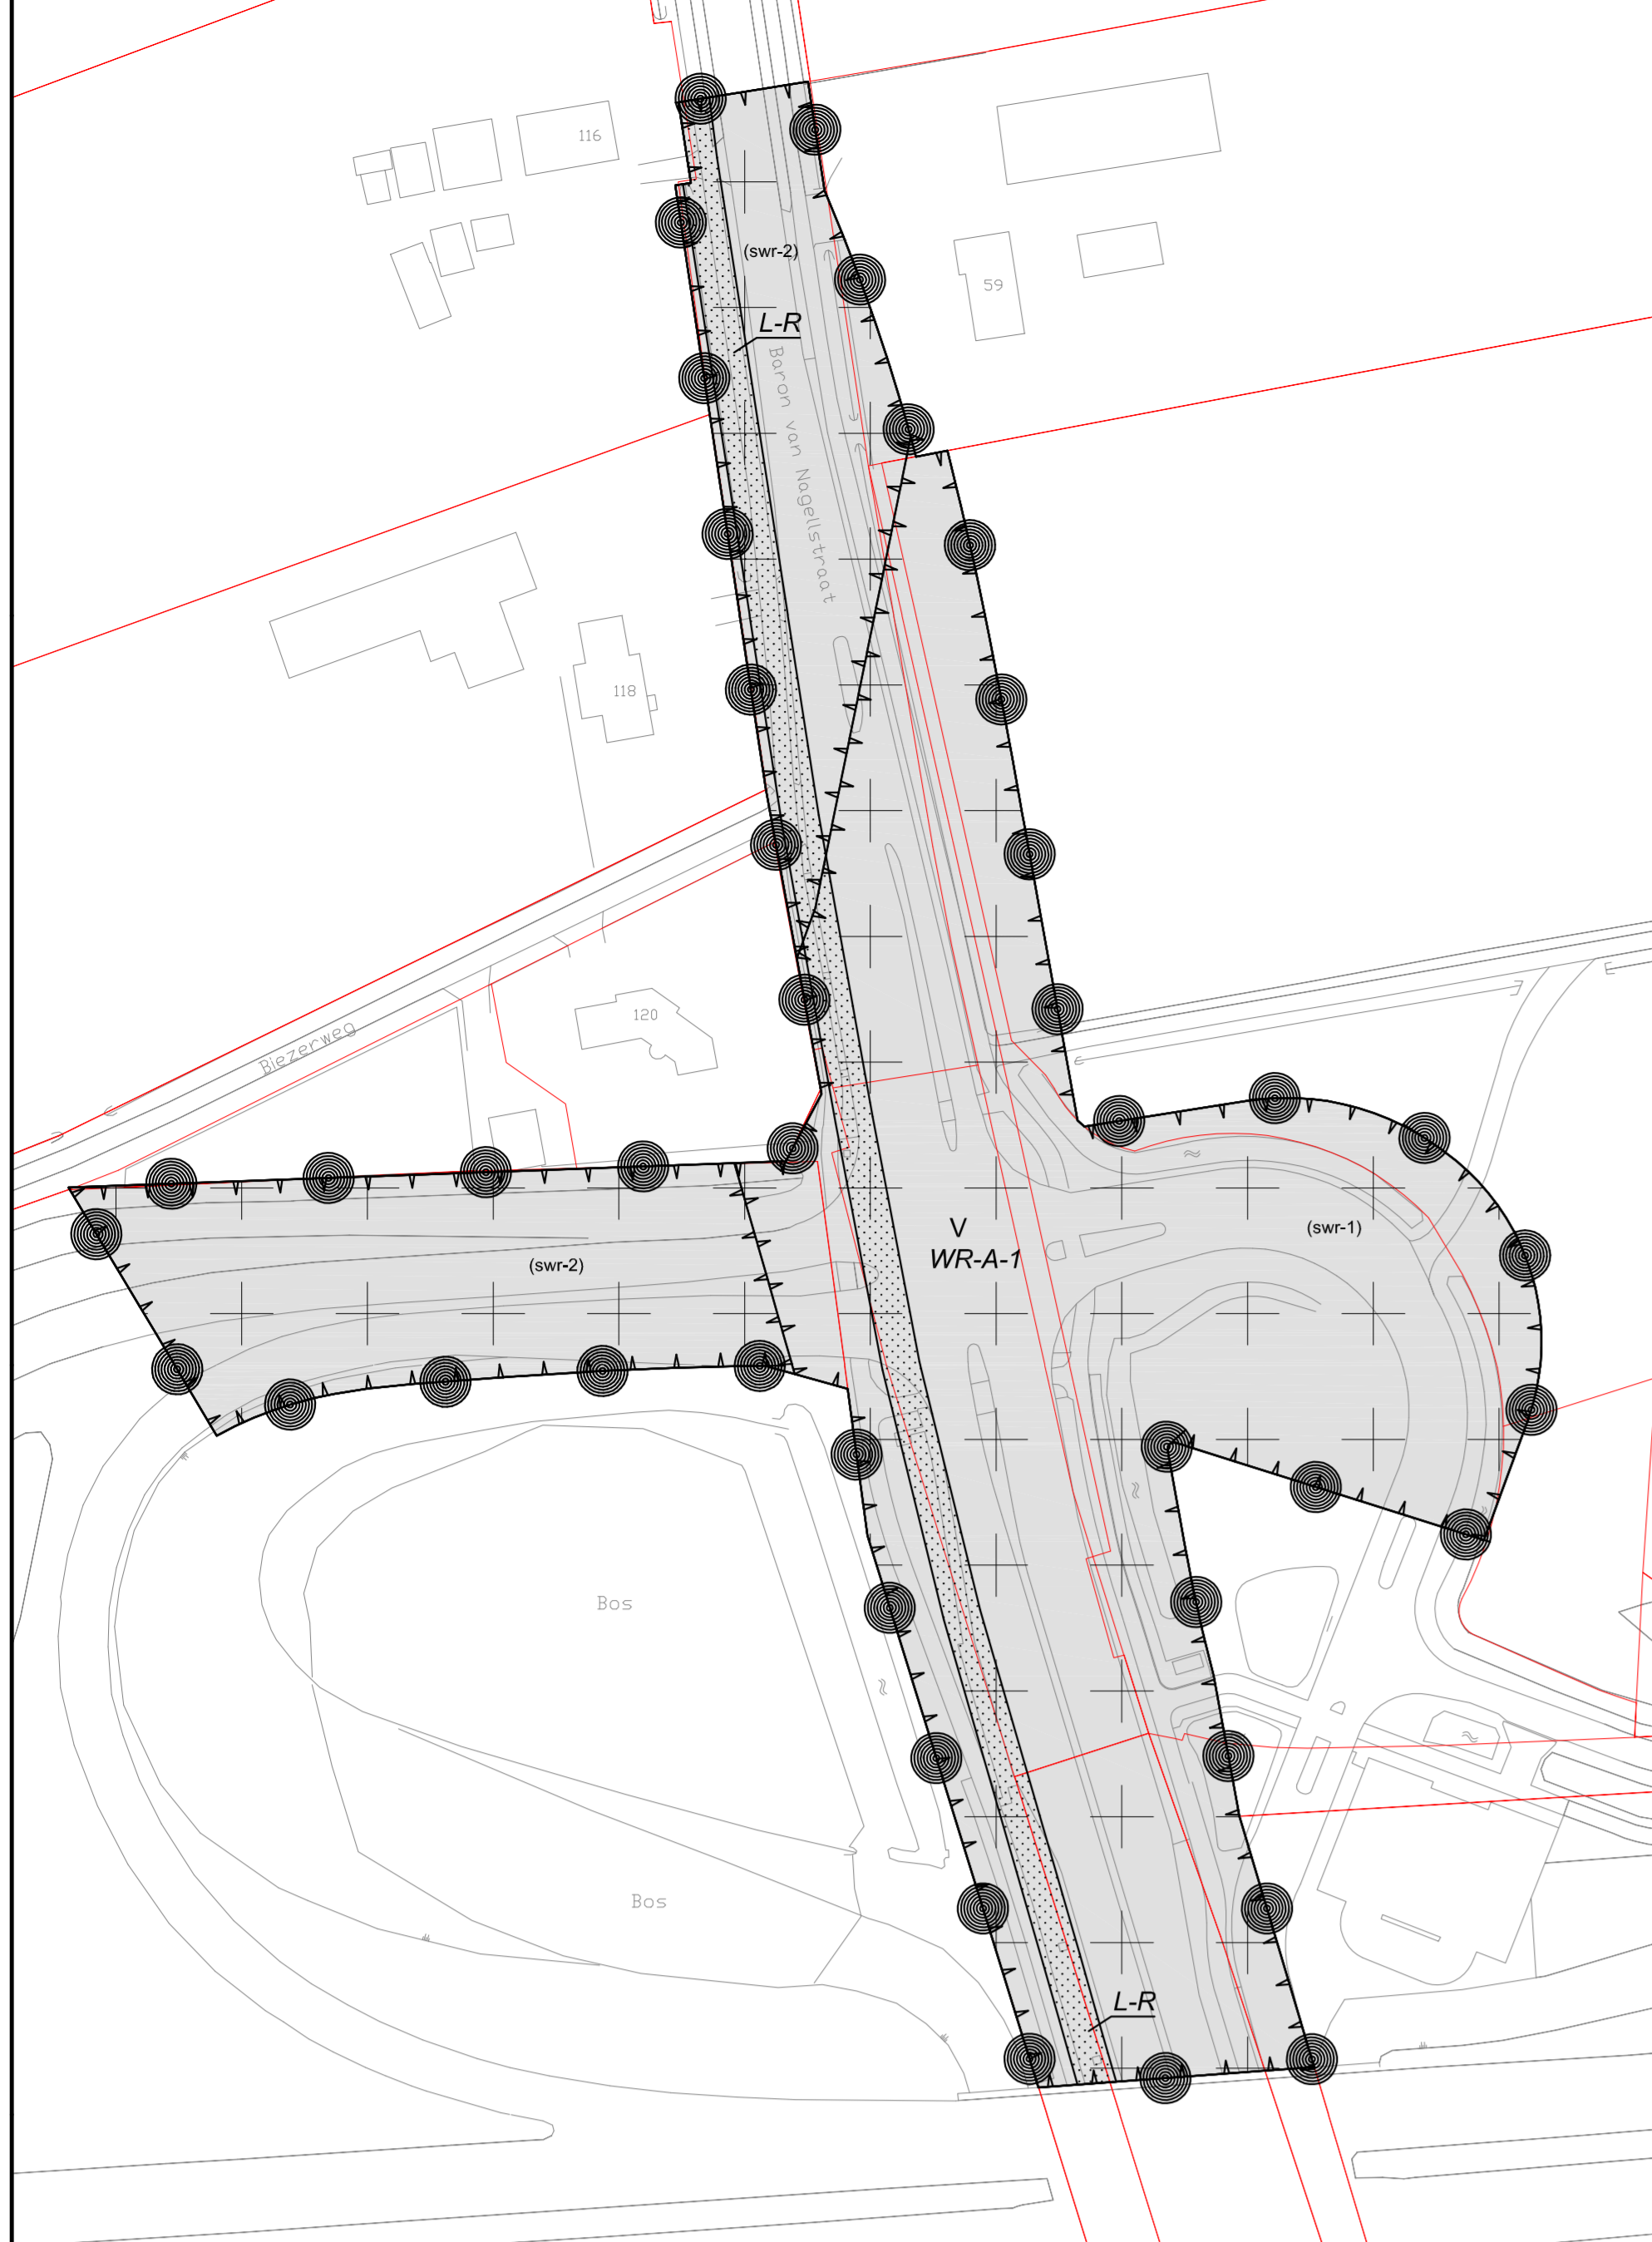 116
(swr-2)
59
L-R
Baron van Nagellstraat
118
120
Biezerweg
V
WR-A-1
(swr-1)
(swr-2)
Bos
Bos
L-R